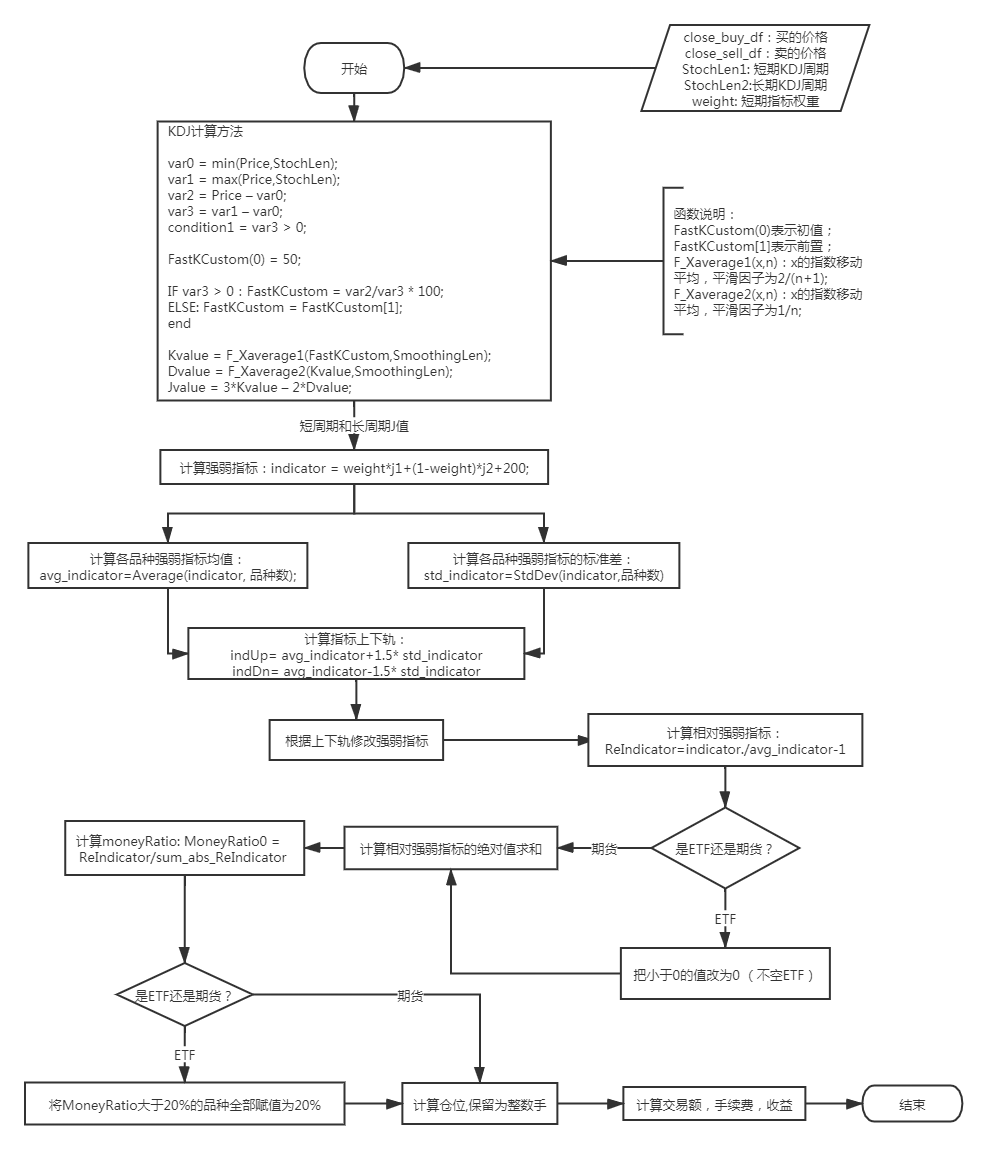 close_buy_df：买的价格
close_sell_df：卖的价格
StochLen1: 短期KDJ周期
StochLen2:长期KDJ周期
weight: 短期指标权重
开始
KDJ计算方法
var0 = min(Price,StochLen);
var1 = max(Price,StochLen);
var2 = Price – var0;
var3 = var1 – var0;
condition1 = var3 > 0;
FastKCustom(0) = 50;
IF var3 > 0 : FastKCustom = var2/var3 * 100;
ELSE: FastKCustom = FastKCustom[1];
end
Kvalue = F_Xaverage1(FastKCustom,SmoothingLen);
Dvalue = F_Xaverage2(Kvalue,SmoothingLen);
Jvalue = 3*Kvalue – 2*Dvalue;
函数说明：
FastKCustom(0)表示初值；
FastKCustom[1]表示前置；
F_Xaverage1(x,n)：x的指数移动
平均，平滑因子为2/(n+1);
F_Xaverage2(x,n)：x的指数移动
平均，平滑因子为1/n;
短周期和长周期J值
计算强弱指标：indicator = weight*j1+(1-weight)*j2+200;
计算各品种强弱指标均值：
avg_indicator=Average(indicator, 品种数);
计算各品种强弱指标的标准差：
std_indicator=StdDev(indicator,品种数)
计算指标上下轨：
indUp= avg_indicator+1.5* std_indicator
indDn= avg_indicator-1.5* std_indicator
根据上下轨修改强弱指标
计算相对强弱指标：
ReIndicator=indicator./avg_indicator-1
是ETF还是期货？
期货
ETF
把小于0的值改为0（不空ETF）
计算相对强弱指标的绝对值求和
计算moneyRatio: MoneyRatio0 =
ReIndicator/sum_abs_ReIndicator
是ETF还是期货？
期货
ETF
将MoneyRatio大于20%的品种全部赋值为20%
计算仓位,保留为整数手
计算交易额，手续费，收益
结束